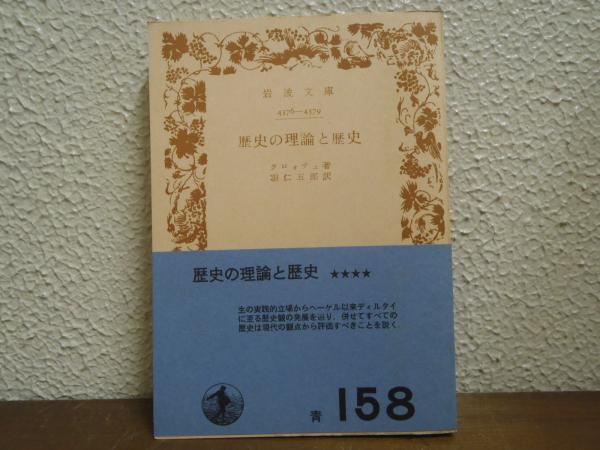 岩波文庫
4376—4379
歴史の理論と歴史
クロォチェ著
羽仁五郎訳
歴史の理論と歴史 ★★★★
生の実践的立場からヘーゲル以来ディルタイ
に至る歴史観の発展を辿り，併せてすべての
歴史は現代の観点から評価すべきことを説く．
青 158